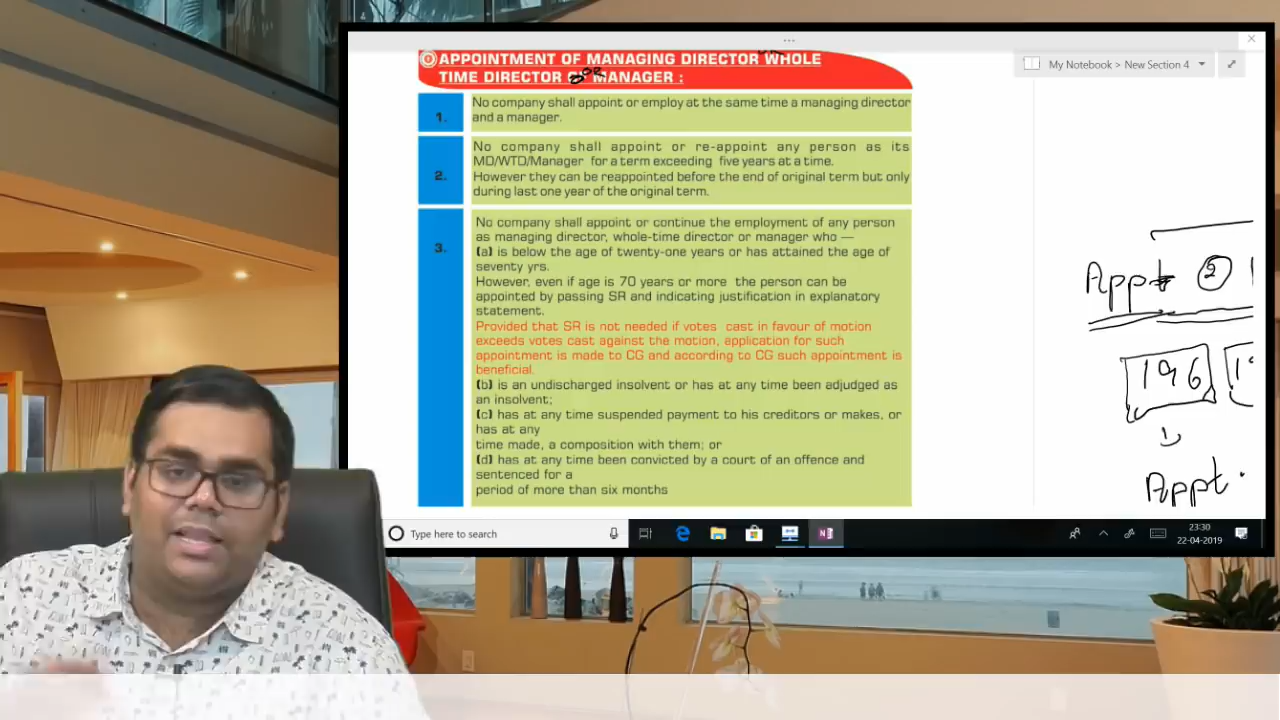 APPOINTMENT OF MANAGING DIRECTOR WHOLE
TIME DIRECTOR OR MANAGER :
1. No company shall appoint or employ at the same time a managing director
and a manager.
2. No company shall appoint or re-appoint any person as its
MD/WTD/Manager for a term exceeding five years at a time.
However they can be reappointed before the end of original term but only
during last one year of the original term.
3. No company shall appoint or continue the employment of any person
as managing director, whole-time director or manager who —
(a) is below the age of twenty-one years or has attained the age of
seventy yrs.
However, even if age is 70 years or more the person can be
appointed by passing SR and indicating justification in explanatory
statement.
Provided that SR is not needed if votes cast in favour of motion
exceeds votes cast against the motion, application for such
appointment is made to CG and according to CG such appointment is
beneficial.
(b) is an undischarged insolvent or has at any time been adjudged as
an insolvent;
(c) has at any time suspended payment to his creditors or makes, or
has at any
time made, a composition with them; or
(d) has at any time been convicted by a court of an offence and
sentenced for a
period of more than six months
My Notebook > New Section 4
Appt 2
196
Appt.
Type here to search
23:30
22-04-2019